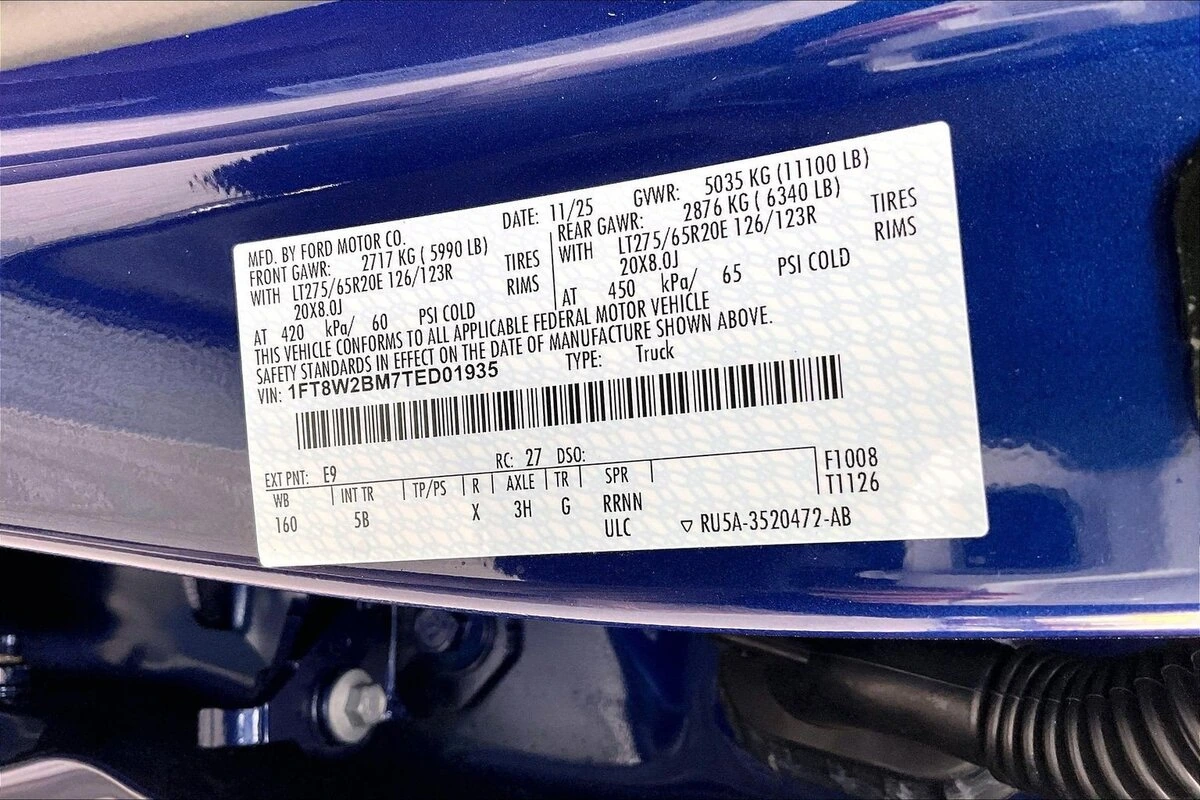 MFD. BY FORD MOTOR CO.
DATE: 11/25 GVWR: 5035 KG (11100 LB)
FRONT GAWR: 2717 KG ( 5990 LB)
WITH LT275/65R20E 126/123R TIRES
20X8.0J RIMS
AT 420 kPa/ 60 PSI COLD
REAR GAWR: 2876 KG ( 6340 LB)
WITH LT275/65R20E 126/123R TIRES
20X8.0J RIMS
AT 450 kPa/ 65 PSI COLD
THIS VEHICLE CONFORMS TO ALL APPLICABLE FEDERAL MOTOR VEHICLE
SAFETY STANDARDS IN EFFECT ON THE DATE OF MANUFACTURE SHOWN ABOVE.
VIN: 1FT8W2BM7TED01935 TYPE: Truck
EXT PNT: E9 RC: 27 DSO:
WB INT TR TP/PS R AXLE TR SPR F1008
160 5B X 3H G RRNN T1126
ULC ▽ RU5A-3520472-AB